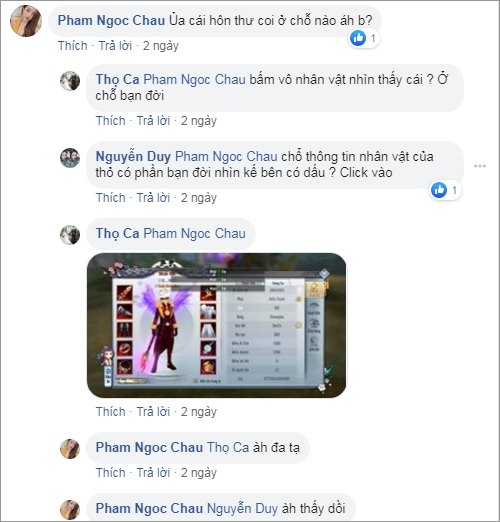 Pham Ngoc Chau Ủa cái hôn thư coi ở chỗ nào áh b?
1
Thích · Trả lời · 2 ngày
Thọ Ca Pham Ngoc Chau bấm vô nhân vật nhìn thấy cái ? Ở
chỗ bạn đời
Thích · Trả lời · 2 ngày
Nguyễn Duy Pham Ngoc Chau chổ thông tin nhân vật của
thỏ có phần bạn đời nhìn kế bên có dấu ? Click vào
1
Thích · Trả lời · 2 ngày
Thọ Ca Pham Ngoc Chau
Thích · Trả lời · 2 ngày
Pham Ngoc Chau Thọ Ca àh đa tạ
Thích · Trả lời · 2 ngày
Pham Ngoc Chau Nguyễn Duy àh thấy dồi